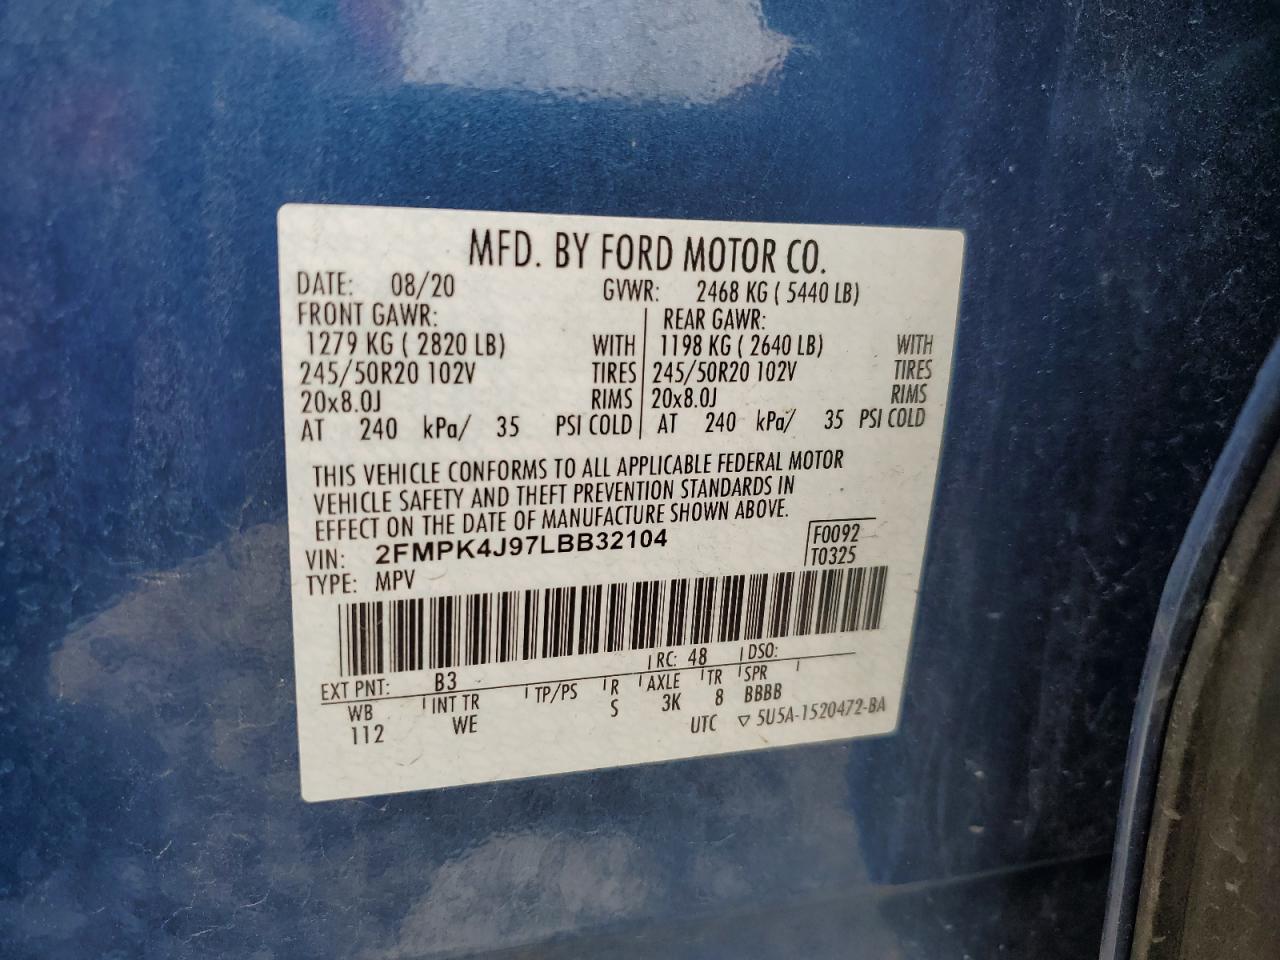 MFD. BY FORD MOTOR CO.
DATE: 08/20 GVWR: 2468 KG ( 5440 LB)
FRONT GAWR: REAR GAWR:
1279 KG ( 2820 LB) WITH 1198 KG ( 2640 LB) WITH
245/50R20 102V TIRES 245/50R20 102V TIRES
20x8.0J RIMS 20x8.0J RIMS
AT 240 kPa/ 35 PSI COLD AT 240 kPa/ 35 PSI COLD
THIS VEHICLE CONFORMS TO ALL APPLICABLE FEDERAL MOTOR
VEHICLE SAFETY AND THEFT PREVENTION STANDARDS IN
EFFECT ON THE DATE OF MANUFACTURE SHOWN ABOVE.
VIN: 2FMPK4J97LBB32104 F0092
TYPE: MPV T0325
EXT PNT: B3 RC: 48 DSO:
WB INT TR TP/PS R AXLE TR SPR
112 WE S 3K 8 BBBB
UTC ▽ 5U5A-1520472-BA